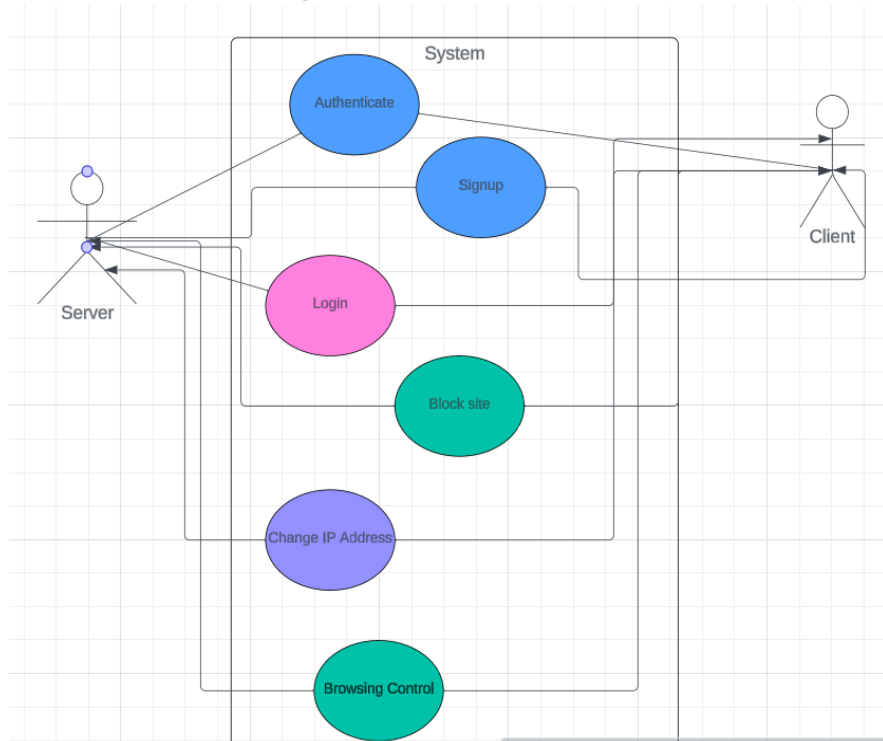 System
Authenticate
Signup
Client
Server
Login
Block site
Change IP Address
Browsing Control